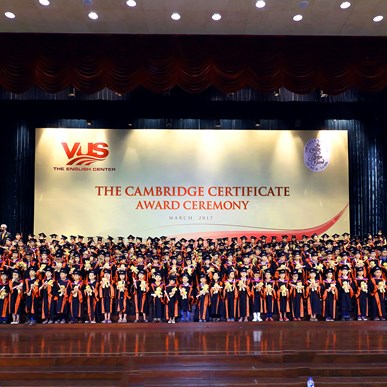 VUS
THE ENGLISH CENTER
THE CAMBRIDGE CERTIFICATE
AWARD CEREMONY
MARCH, 2017